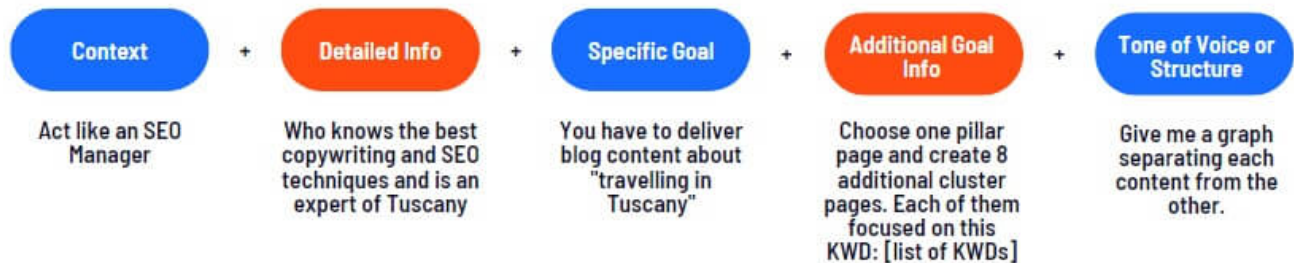 Context
+
Detailed Info
+
Specific Goal
+
Additional Goal
Info
+
Tone of Voice or
Structure
Act like an SEO
Manager
Who knows the best
copywriting and SEO
techniques and is an
expert of Tuscany
You have to deliver
blog content about
"travelling in
Tuscany"
Choose one pillar
page and create 8
additional cluster
pages. Each of them
focused on this
KWD: [list of KWDs]
Give me a graph
separating each
content from the
other.